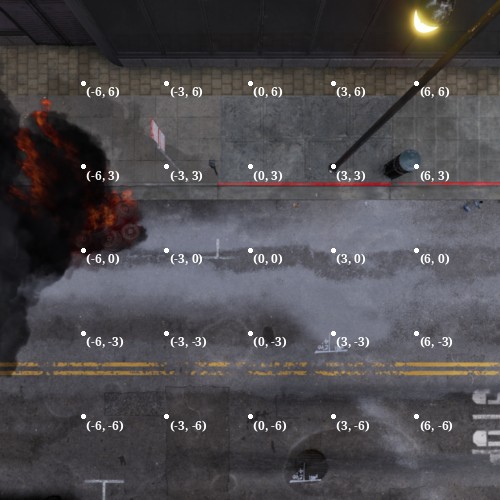 (-6, 6) (-3, 6) (0, 6) (3, 6) (6, 6)
(-6, 3) (-3, 3) (0, 3) (3, 3) (6, 3)
(-6, 0) (-3, 0) (0, 0) (3, 0) (6, 0)
(-6, -3) (-3, -3) (0, -3) (3, -3) (6, -3)
(-6, -6) (-3, -6) (0, -6) (3, -6) (6, -6)